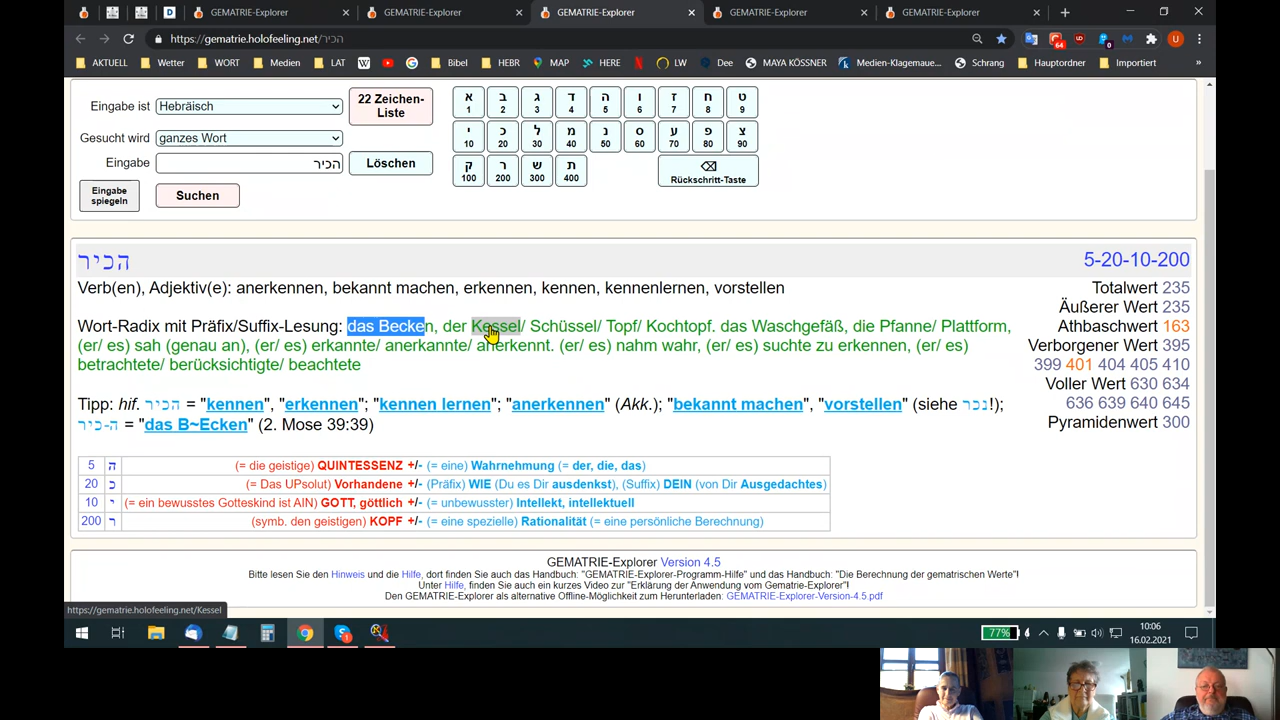 GEMATRIE-Explorer GEMATRIE-Explorer GEMATRIE-Explorer GEMATRIE-Explorer GEMATRIE-Explorer
https://gematrie.holofeeling.net/הכיר
AKTUELL Wetter WORT Medien LAT Bibel HEBR MAP HERE LW Dee MAYA KÖSSNER Medien-Klagemaue... Schrang Hauptordner Importiert »
Eingabe ist Hebräisch
22 Zeichen-Liste
Gesucht wird ganzes Wort
Eingabe הכיר
Löschen
Eingabe spiegeln
Suchen
א ב ג ד ה ו ז ח ט
1 2 3 4 5 6 7 8 9
י כ ל מ נ ס ע פ צ
10 20 30 40 50 60 70 80 90
ק ר ש ת
100 200 300 400
Rückschritt-Taste
הכיר 5-20-10-200
Verb(en), Adjektiv(e): anerkennen, bekannt machen, erkennen, kennen, kennenlernen, vorstellen
Wort-Radix mit Präfix/Suffix-Lesung: das Becken, der Kessel/ Schüssel/ Topf/ Kochtopf. das Waschgefäß, die Pfanne/ Plattform,
(er/ es) sah (genau an), (er/ es) erkannte/ anerkannte/ anerkennt. (er/ es) nahm wahr, (er/ es) suchte zu erkennen, (er/ es)
betrachtete/ berücksichtigte/ beachtete
Tipp: hif. הכיר = "kennen", "erkennen"; "kennen lernen"; "anerkennen" (Akk.); "bekannt machen", "vorstellen" (siehe נכר!);
ה-כיר = "das B~Ecken" (2. Mose 39:39)
Totalwert 235
Äußerer Wert 235
Athbaschwert 163
Verborgener Wert 395
399 401 404 405 410
Voller Wert 630 634
636 639 640 645
Pyramidenwert 300
5 ה (= die geistige) QUINTESSENZ +/- (= eine) Wahrnehmung (= der, die, das)
20 כ (= Das UPsolut) Vorhandene +/- (Präfix) WIE (Du es Dir ausdenkst), (Suffix) DEIN (von Dir Ausgedachtes)
10 י (= ein bewusstes Gotteskind ist AIN) GOTT, göttlich +/- (= unbewusster) Intellekt, intellektuell
200 ר (symb. den geistigen) KOPF +/- (= eine spezielle) Rationalität (= eine persönliche Berechnung)
GEMATRIE-Explorer Version 4.5
Bitte lesen Sie den Hinweis und die Hilfe, dort finden Sie auch das Handbuch: "GEMATRIE-Explorer-Programm-Hilfe" und das Handbuch: "Die Berechnung der gematrischen Werte"!
Unter Hilfe, finden Sie auch ein kurzes Video zur "Erklärung der Anwendung vom Gematrie-Explorer"!
Den GEMATRIE-Explorer als alternative Offline-Möglichkeit zum Herunterladen: GEMATRIE-Explorer-Version-4.5.pdf
https://gematrie.holofeeling.net/Kessel
77% 10:06
16.02.2021